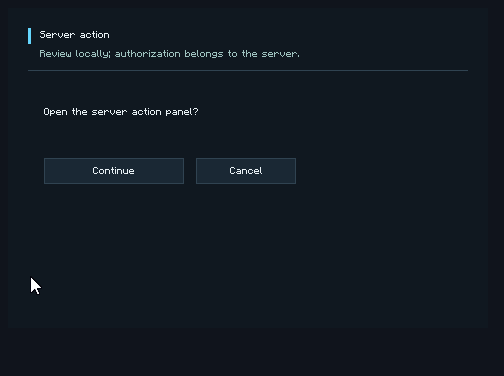 Server action
Review locally; authorization belongs to the server.
Open the server action panel?
Continue
Cancel